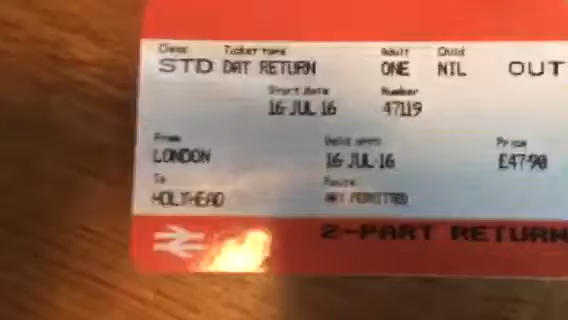 Class Ticket type Adult Child
STD DAY RETURN ONE NIL OUT
Start date Number
16·JUL·16 47119
From Valid until Price
LONDON 16·JUL·16 £47·90
To Route
HOLYHEAD ANY PERMITTED
2-PART RETURN